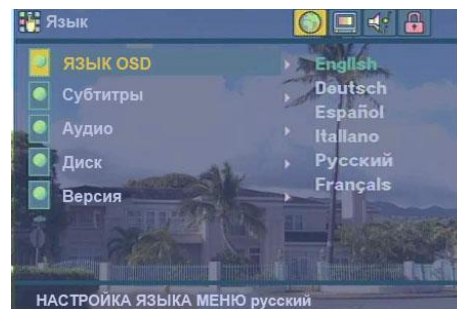 Язык
ЯЗЫК OSD
Субтитры
Аудио
Диск
Версия
English
Deutsch
Español
Itallano
Русский
Français
НАСТРОЙКА ЯЗЫКА МЕНЮ русский